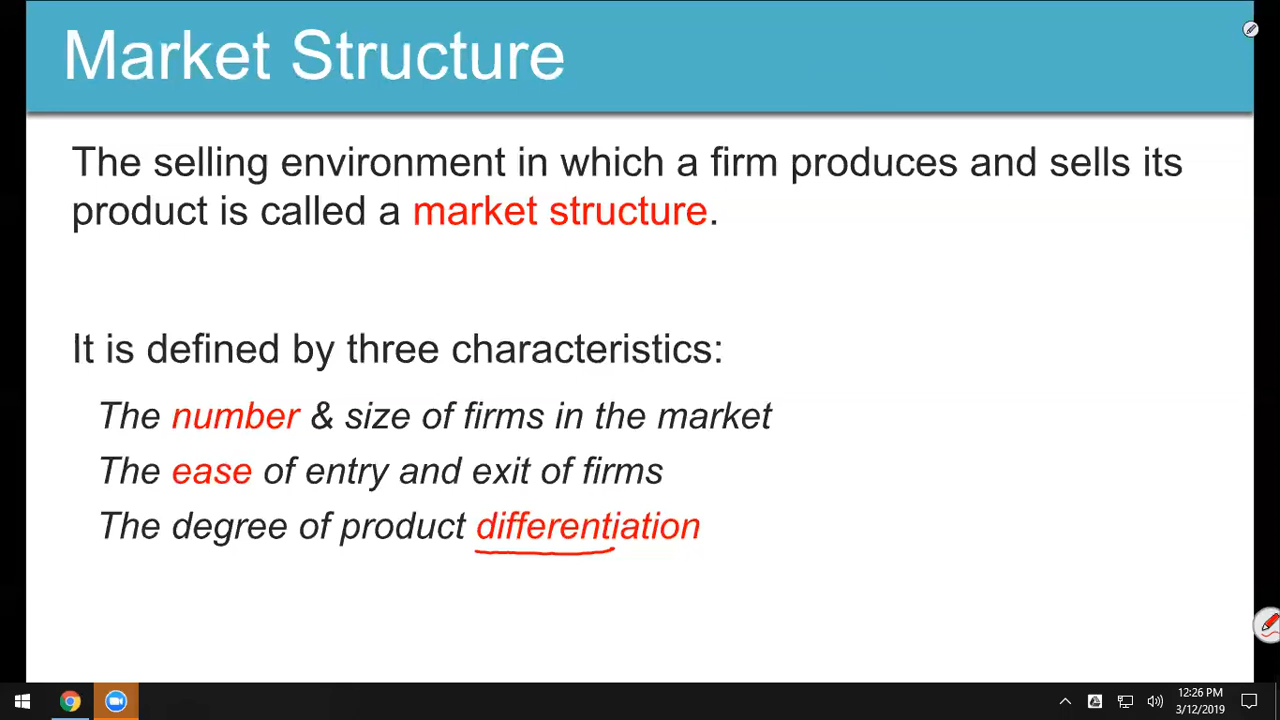 Market Structure
The selling environment in which a firm produces and sells its
product is called a market structure.
It is defined by three characteristics:
The number & size of firms in the market
The ease of entry and exit of firms
The degree of product differentiation
12:26 PM
3/12/2019